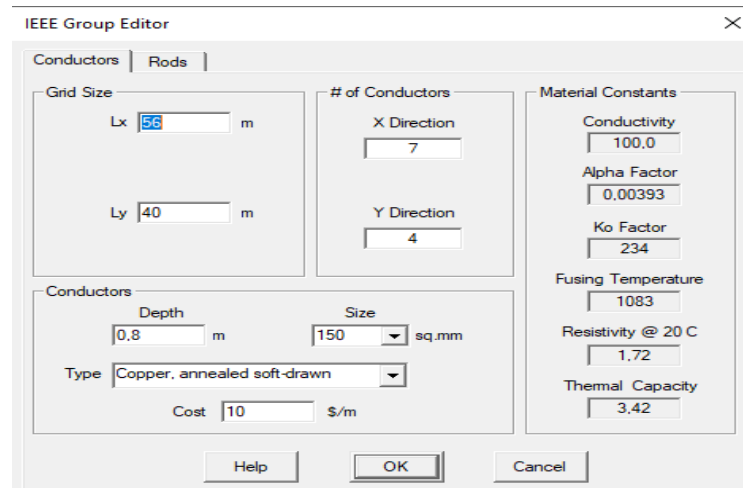 IEEE Group Editor
Conductors
Rods
Grid Size
Lx 56 m
Ly 40 m
# of Conductors
X Direction
7
Y Direction
4
Material Constants
Conductivity
100,0
Alpha Factor
0,00393
Ko Factor
234
Fusing Temperature
1083
Resistivity @ 20 C
1,72
Thermal Capacity
3,42
Conductors
Depth
0,8 m
Size
150 sq.mm
Type Copper, annealed soft-drawn
Cost 10 $/m
Help
OK
Cancel